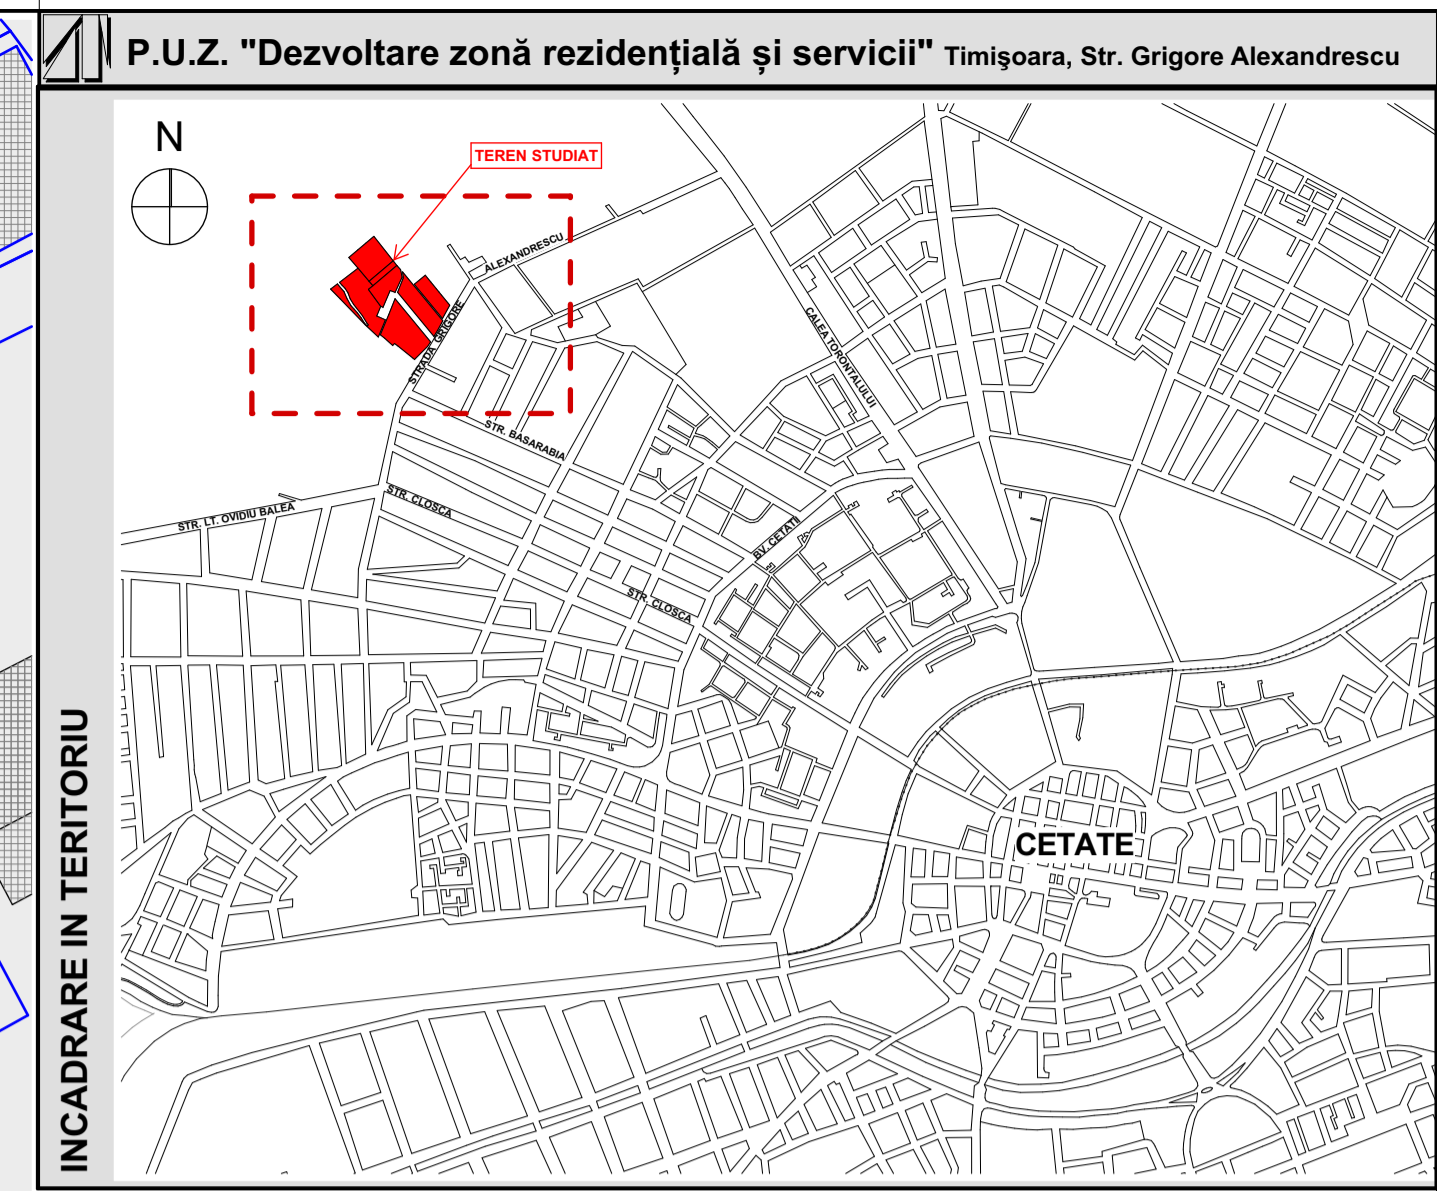 P.U.Z. "Dezvoltare zonă rezidențială și servicii" Timişoara, Str. Grigore Alexandrescu
N
TEREN STUDIAT
ALEXANDRESCU
STRADA GRIGORE
CALEA TORONTALULUI
STR. BASARABIA
STR. CLOSCA
STR. LT. OVIDIU BALEA
BV. CETATII
STR. CLOSCA
CETATE
INCADRARE IN TERITORIU